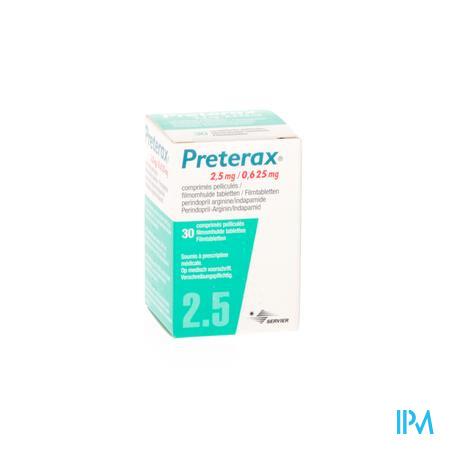 Preterax®
2,5 mg / 0,625 mg
comprimés pelliculés /
filmomhulde tabletten / Filmtabletten
perindopril arginine/indapamide
Perindopril-Arginin/Indapamid
30 comprimés pelliculés
filmomhulde tabletten
Filmtabletten
Soumis à prescription
médicale.
Op medisch voorschrift.
Verschreibungspflichtig.
2.5
SERVIER
IPM